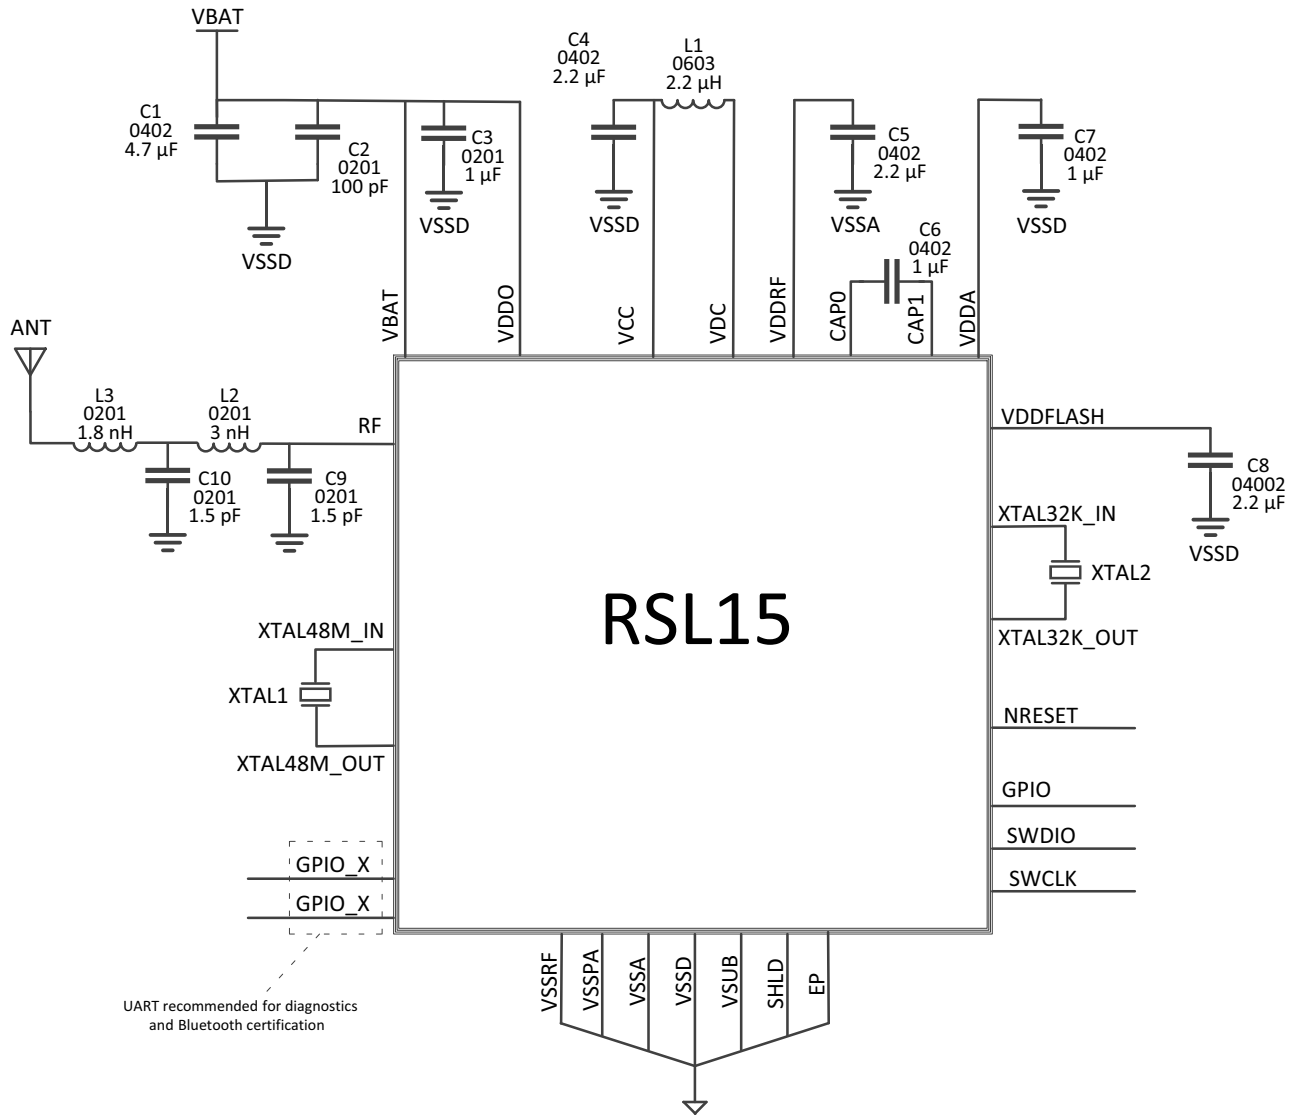 VBAT
C1
0402
4.7 µF
C2
0201
100 pF
VSSD
C3
0201
1 µF
VSSD
C4
0402
2.2 µF
VSSD
L1
0603
2.2 µH
C5
0402
2.2 µF
VSSA
C6
0402
1 µF
C7
0402
1 µF
VSSD
VBAT
VDDO
VCC
VDC
VDDRF
CAP0
CAP1
VDDA
ANT
L3
0201
1.8 nH
L2
0201
3 nH
RF
C10
0201
1.5 pF
C9
0201
1.5 pF
VDDFLASH
C8
04002
2.2 µF
VSSD
XTAL32K_IN
XTAL2
XTAL32K_OUT
RSL15
XTAL48M_IN
XTAL1
XTAL48M_OUT
NRESET
GPIO
SWDIO
SWCLK
GPIO_X
GPIO_X
UART recommended for diagnostics
and Bluetooth certification
VSSRF
VSSPA
VSSA
VSSD
VSUB
SHLD
EP